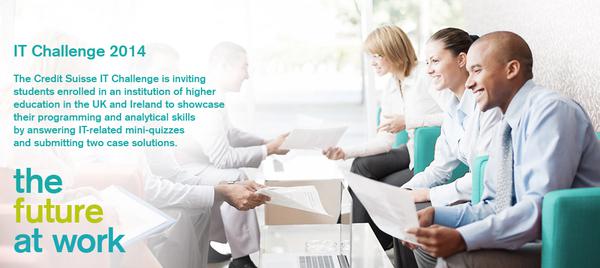 IT Challenge 2014
The Credit Suisse IT Challenge is inviting
students enrolled in an institution of higher
education in the UK and Ireland to showcase
their programming and analytical skills
by answering IT-related mini-quizzes
and submitting two case solutions.
the
future
at work